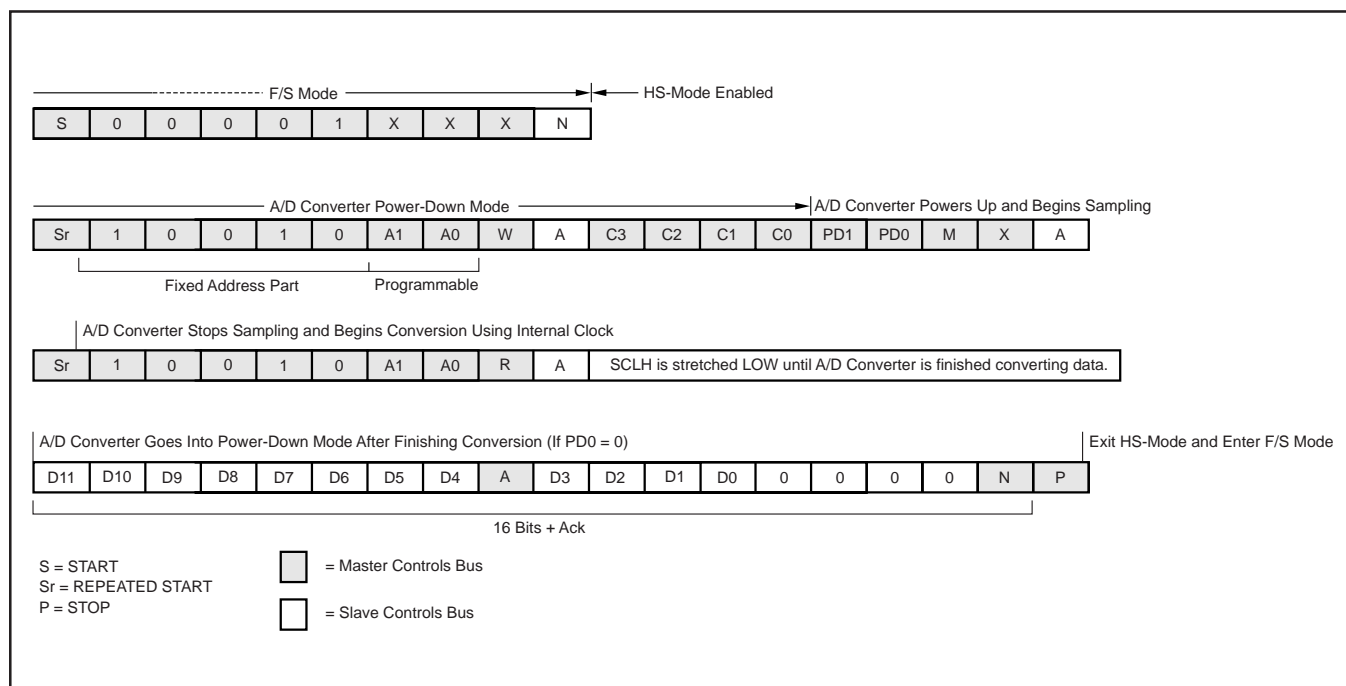 F/S Mode HS-Mode Enabled
S 0 0 0 0 1 X X X N
A/D Converter Power-Down Mode A/D Converter Powers Up and Begins Sampling
Sr 1 0 0 1 0 A1 A0 W A C3 C2 C1 C0 PD1 PD0 M X A
Fixed Address Part Programmable
A/D Converter Stops Sampling and Begins Conversion Using Internal Clock
Sr 1 0 0 1 0 A1 A0 R A SCLH is stretched LOW until A/D Converter is finished converting data.
A/D Converter Goes Into Power-Down Mode After Finishing Conversion (If PD0 = 0) Exit HS-Mode and Enter F/S Mode
D11 D10 D9 D8 D7 D6 D5 D4 A D3 D2 D1 D0 0 0 0 0 N P
16 Bits + Ack
S = START
Sr = REPEATED START
P = STOP
= Master Controls Bus
= Slave Controls Bus